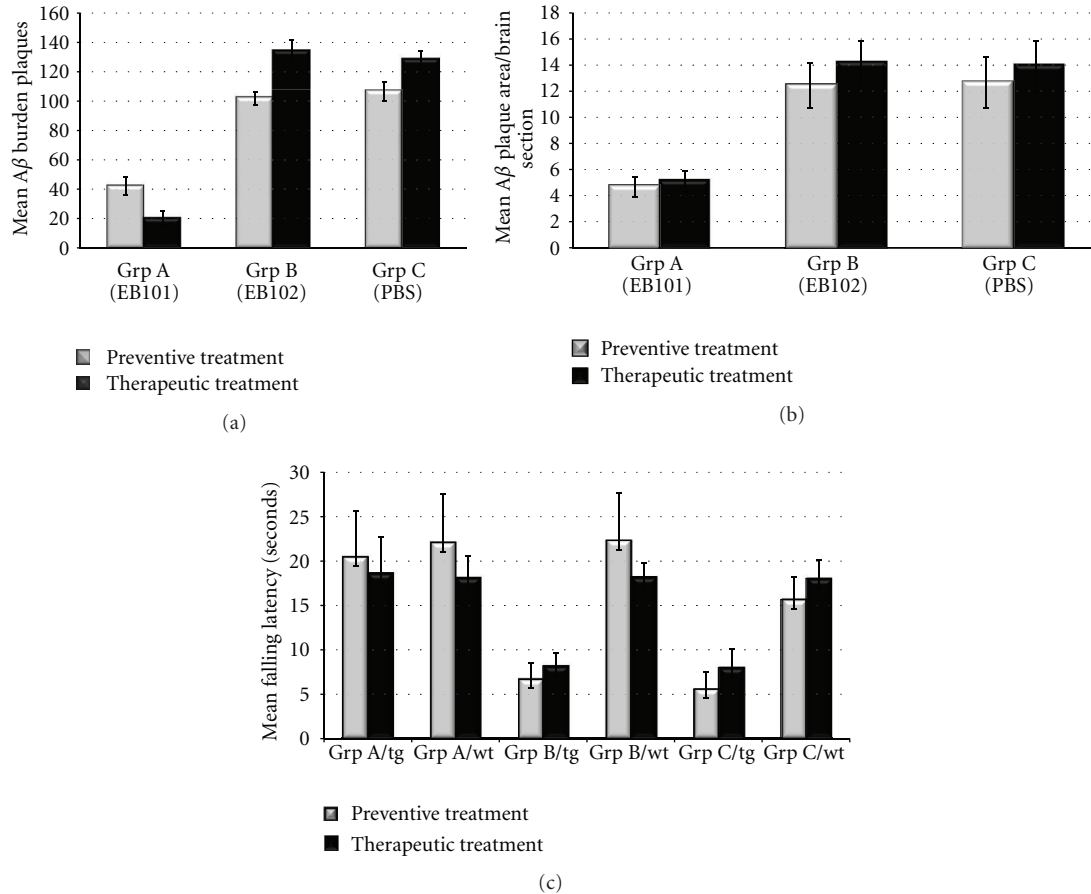 160
140
120
100
80
60
40
20
0
Mean Aβ burden plaques
Grp A
(EB101)
Grp B
(EB102)
Grp C
(PBS)
Preventive treatment
Therapeutic treatment
(a)
18
16
14
12
10
8
6
4
2
0
Mean Aβ plaque area/brain
section
Grp A
(EB101)
Grp B
(EB102)
Grp C
(PBS)
Preventive treatment
Therapeutic treatment
(b)
30
25
20
15
10
5
0
Mean falling latency (seconds)
Grp A/tg
Grp A/wt
Grp B/tg
Grp B/wt
Grp C/tg
Grp C/wt
Preventive treatment
Therapeutic treatment
(c)